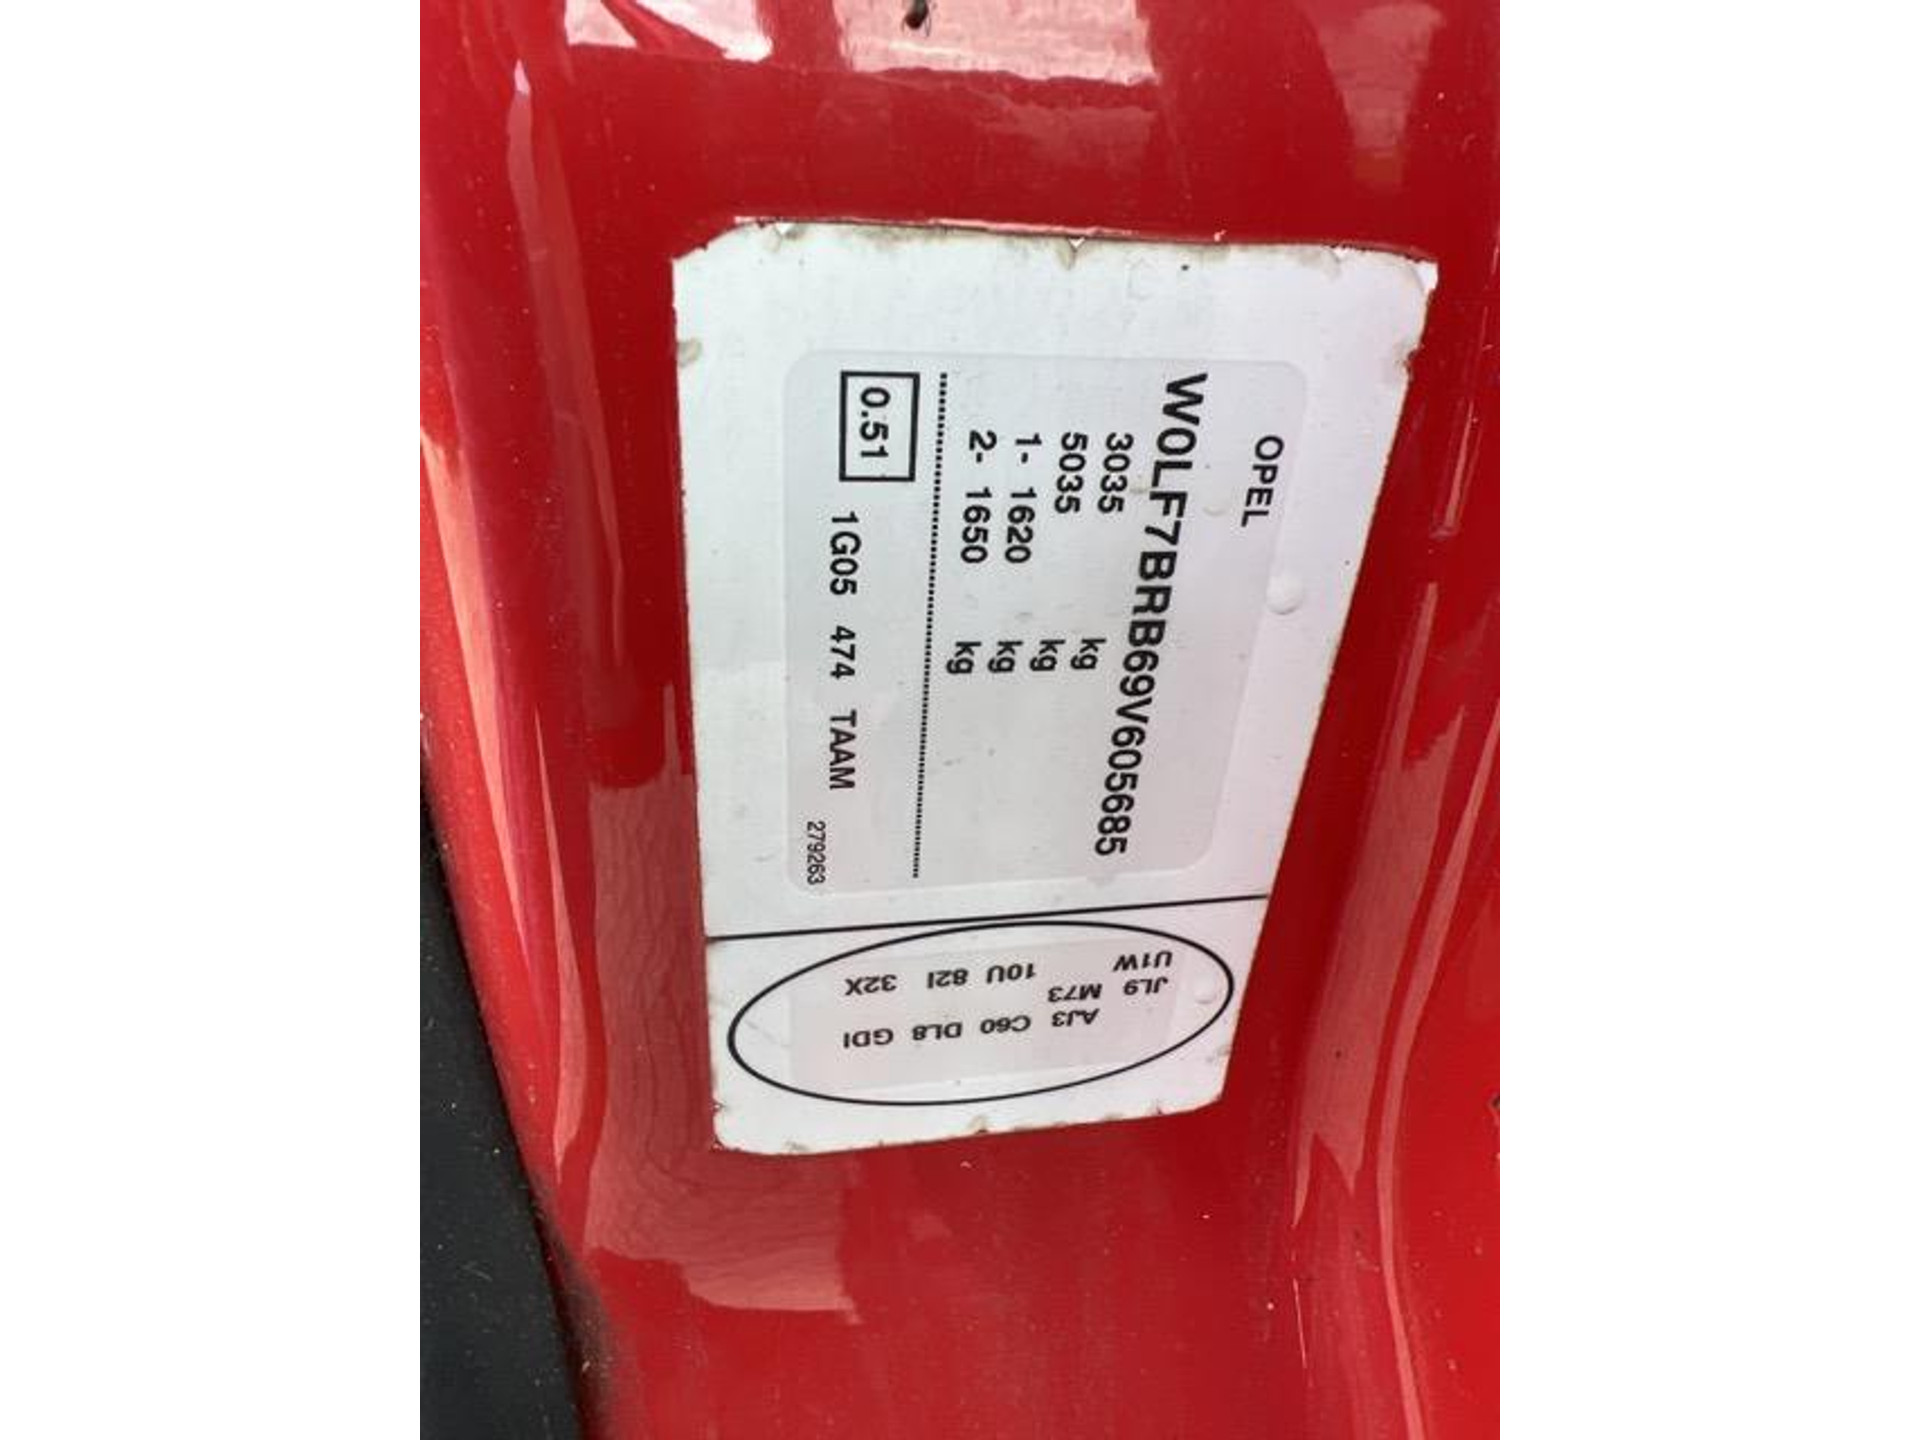 OPEL
W0LF7BRB69V605685
3035 kg
5035 kg
1- 1620 kg
2- 1650 kg
0.51 1G05 474 TAAM
279263
AJ3 C60 DL8 GDI
JL9 M73
U1W 10U 82I 32X